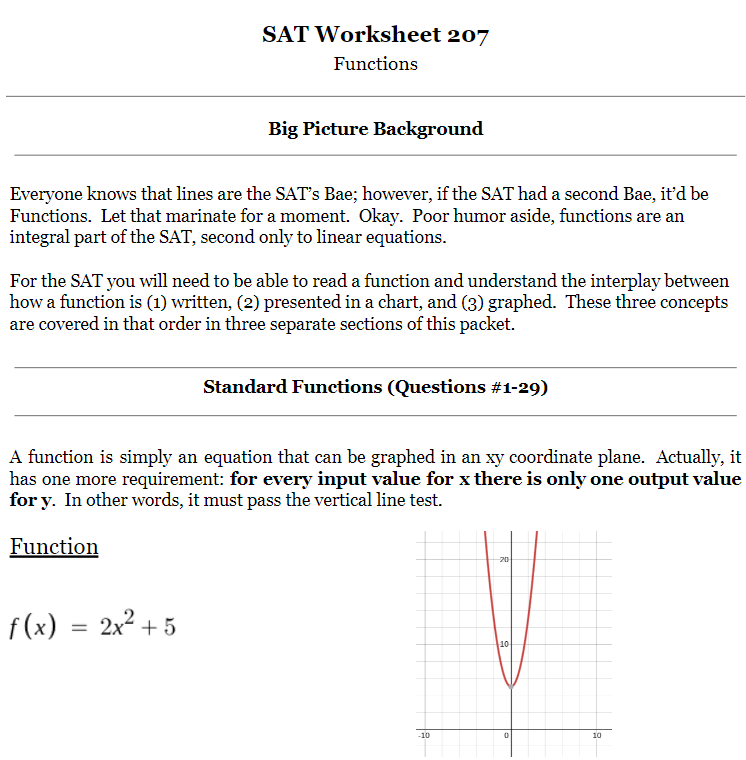 SAT Worksheet 207
Functions
Big Picture Background
Everyone knows that lines are the SAT’s Bae; however, if the SAT had a second Bae, it’d be
Functions.  Let that marinate for a moment.  Okay.  Poor humor aside, functions are an
integral part of the SAT, second only to linear equations.
For the SAT you will need to be able to read a function and understand the interplay between
how a function is (1) written, (2) presented in a chart, and (3) graphed.  These three concepts
are covered in that order in three separate sections of this packet.
Standard Functions (Questions #1-29)
A function is simply an equation that can be graphed in an xy coordinate plane.  Actually, it
has one more requirement: for every input value for x there is only one output value
for y.  In other words, it must pass the vertical line test.
Function
20
f(x) = 2x² + 5
10
-10 0 10